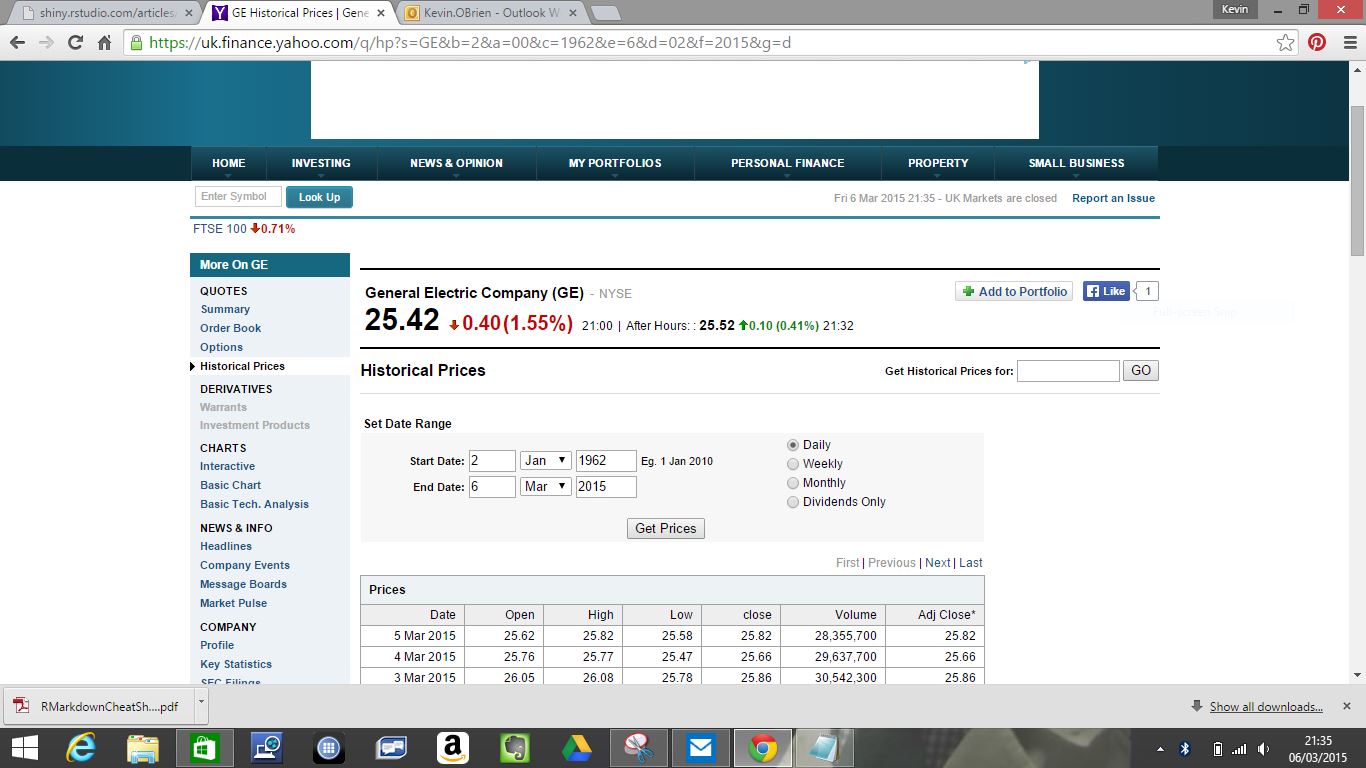 shiny.rstudio.com/articles/
GE Historical Prices | Gene
Kevin.OBrien - Outlook W
Kevin
https://uk.finance.yahoo.com/q/hp?s=GE&b=2&a=00&c=1962&e=6&d=02&f=2015&g=d
HOME INVESTING NEWS & OPINION MY PORTFOLIOS PERSONAL FINANCE PROPERTY SMALL BUSINESS
Enter Symbol Look Up Fri 6 Mar 2015 21:35 - UK Markets are closed Report an Issue
FTSE 100 0.71%
More On GE
QUOTES
Summary
Order Book
Options
Historical Prices
DERIVATIVES
Warrants
Investment Products
CHARTS
Interactive
Basic Chart
Basic Tech. Analysis
NEWS & INFO
Headlines
Company Events
Message Boards
Market Pulse
COMPANY
Profile
Key Statistics
SEC Filings
General Electric Company (GE) - NYSE
Add to Portfolio Like 1
25.42 0.40(1.55%) 21:00 | After Hours: : 25.52 0.10 (0.41%) 21:32
Full-screen Snip
Historical Prices Get Historical Prices for: GO
Set Date Range
Start Date: 2 Jan 1962 Eg. 1 Jan 2010
End Date: 6 Mar 2015
Daily
Weekly
Monthly
Dividends Only
Get Prices
First | Previous | Next | Last
Prices
Date Open High Low close Volume Adj Close*
5 Mar 2015 25.62 25.82 25.58 25.82 28,355,700 25.82
4 Mar 2015 25.76 25.77 25.47 25.66 29,637,700 25.66
3 Mar 2015 26.05 26.08 25.78 25.86 30,542,300 25.86
RMarkdownCheatSh....pdf
Show all downloads...
21:35
06/03/2015